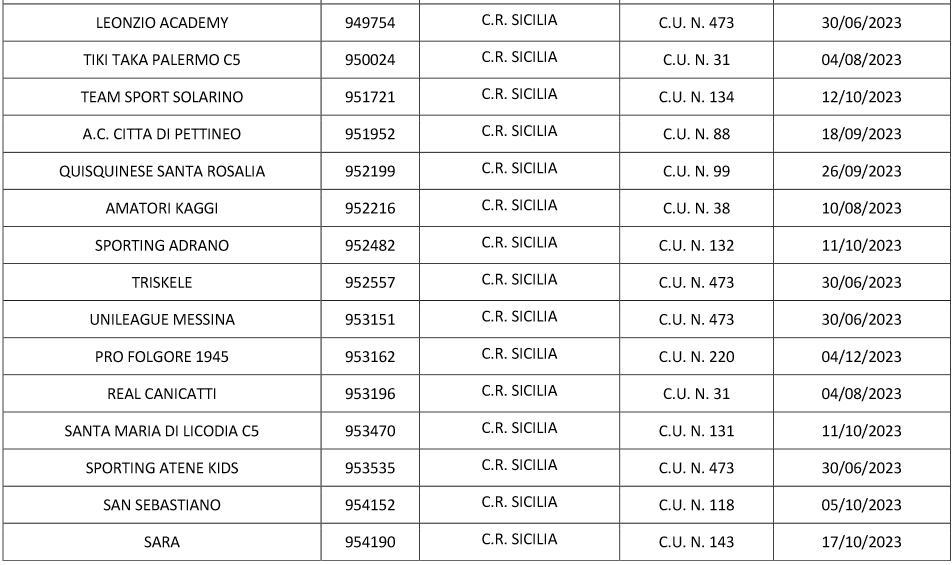 LEONZIO ACADEMY 949754 C.R. SICILIA C.U. N. 473 30/06/2023
TIKI TAKA PALERMO C5 950024 C.R. SICILIA C.U. N. 31 04/08/2023
TEAM SPORT SOLARINO 951721 C.R. SICILIA C.U. N. 134 12/10/2023
A.C. CITTA DI PETTINEO 951952 C.R. SICILIA C.U. N. 88 18/09/2023
QUISQUINESE SANTA ROSALIA 952199 C.R. SICILIA C.U. N. 99 26/09/2023
AMATORI KAGGI 952216 C.R. SICILIA C.U. N. 38 10/08/2023
SPORTING ADRANO 952482 C.R. SICILIA C.U. N. 132 11/10/2023
TRISKELE 952557 C.R. SICILIA C.U. N. 473 30/06/2023
UNILEAGUE MESSINA 953151 C.R. SICILIA C.U. N. 473 30/06/2023
PRO FOLGORE 1945 953162 C.R. SICILIA C.U. N. 220 04/12/2023
REAL CANICATTI 953196 C.R. SICILIA C.U. N. 31 04/08/2023
SANTA MARIA DI LICODIA C5 953470 C.R. SICILIA C.U. N. 131 11/10/2023
SPORTING ATENE KIDS 953535 C.R. SICILIA C.U. N. 473 30/06/2023
SAN SEBASTIANO 954152 C.R. SICILIA C.U. N. 118 05/10/2023
SARA 954190 C.R. SICILIA C.U. N. 143 17/10/2023